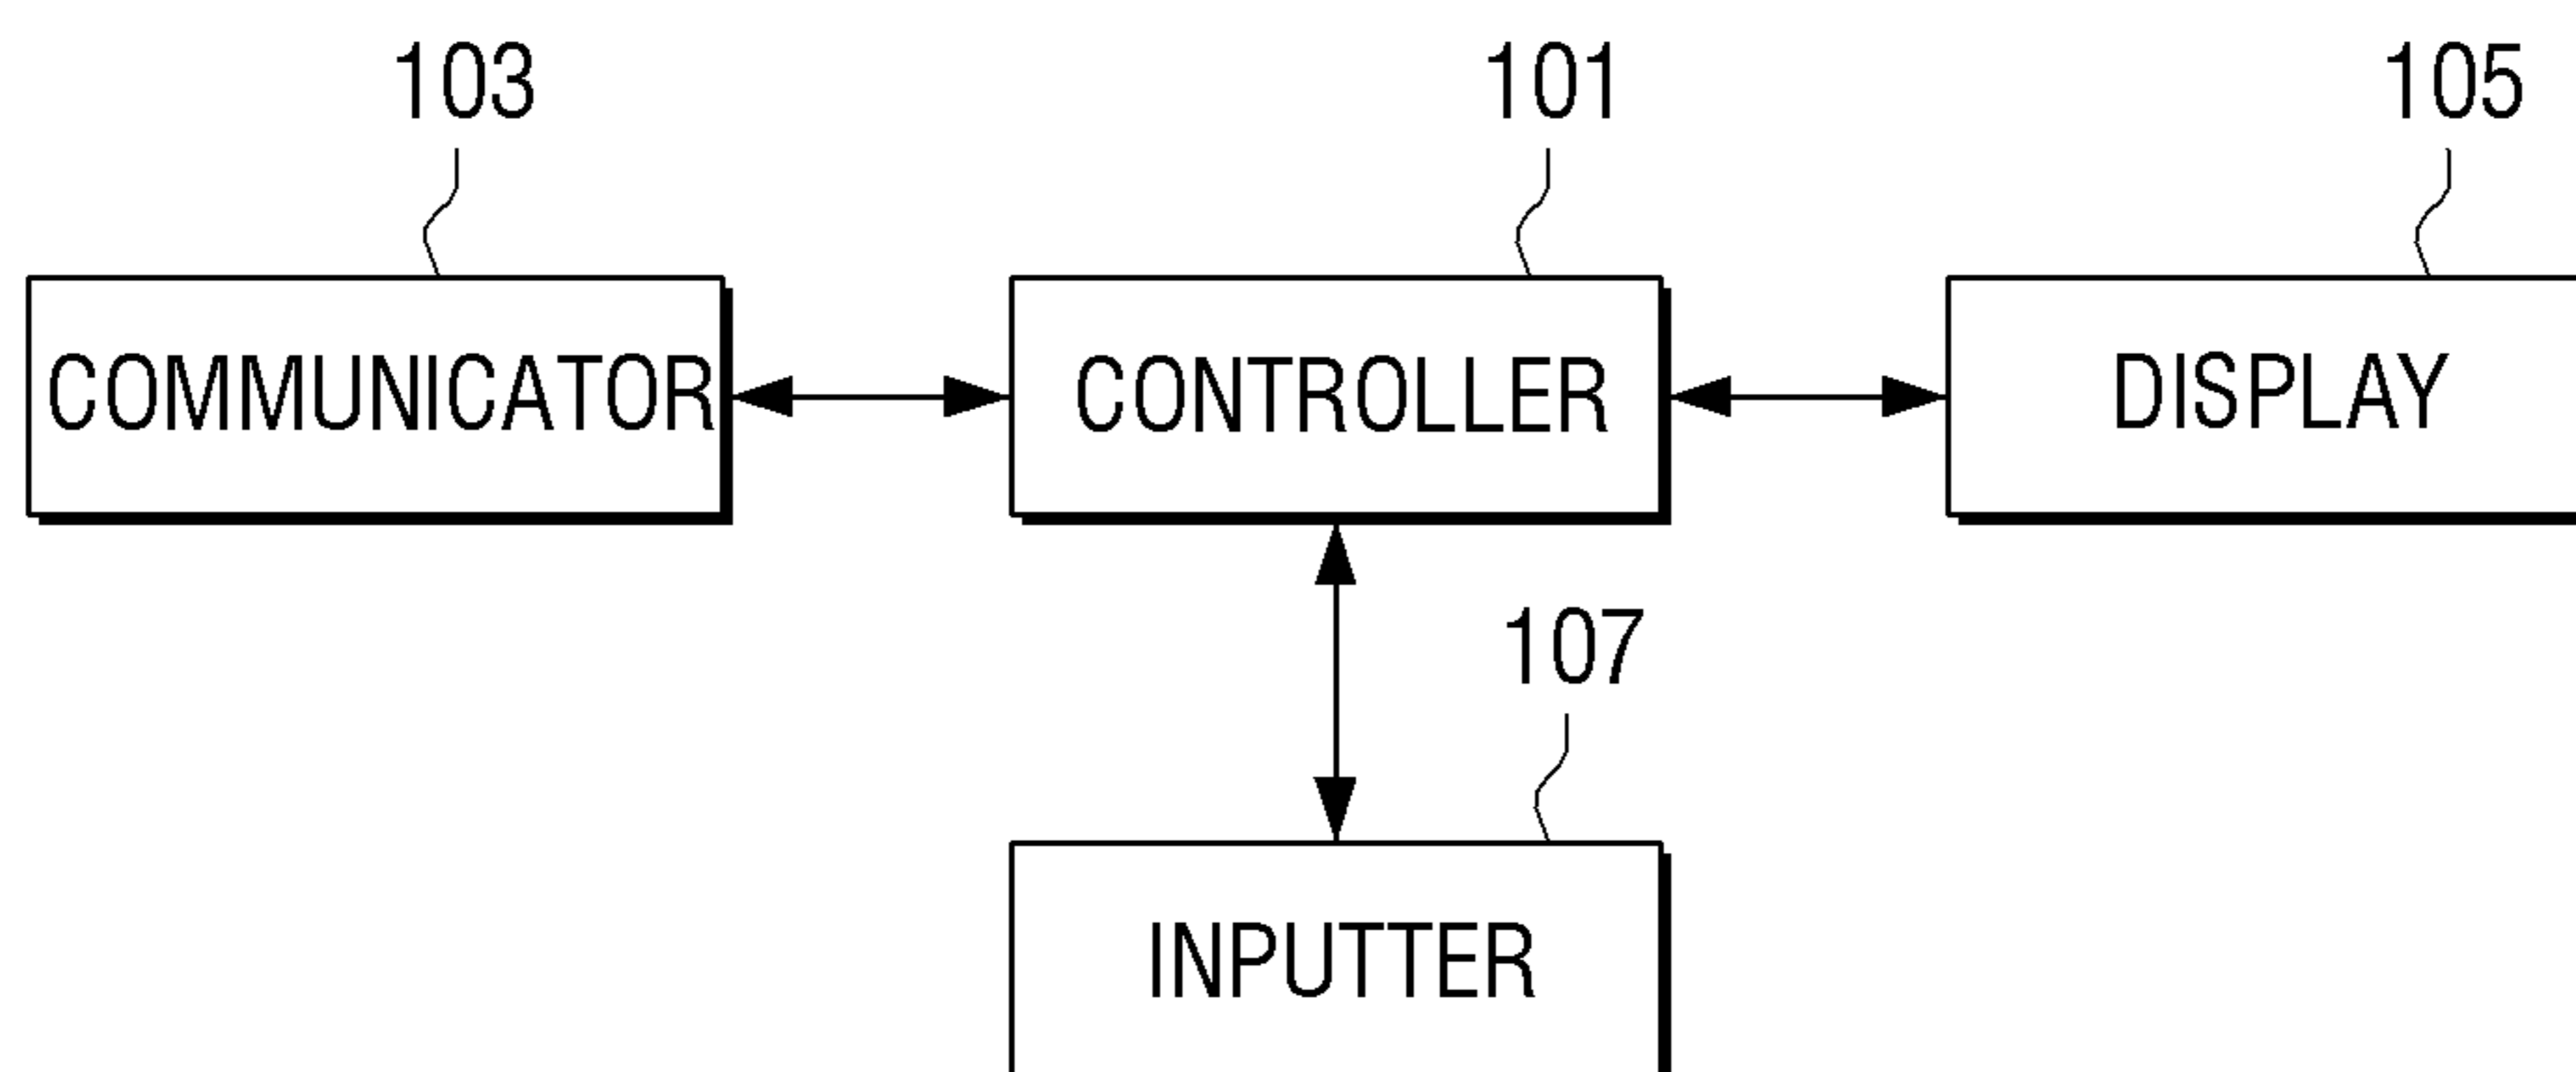 103
101
105
COMMUNICATOR
CONTROLLER
DISPLAY
107
INPUTTER